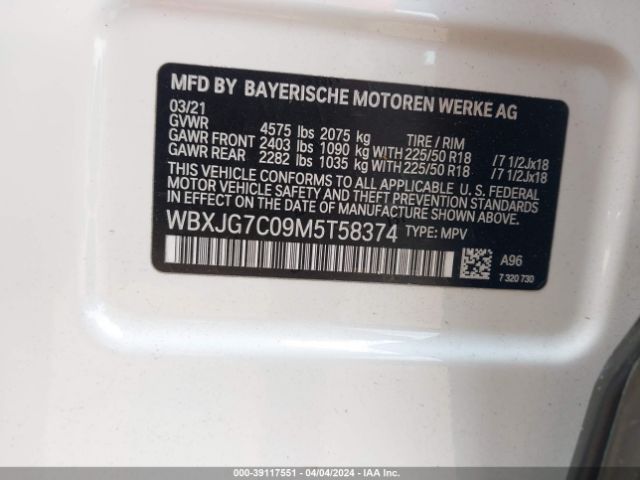 MFD BY BAYERISCHE MOTOREN WERKE AG
03/21
GVWR 4575 lbs 2075 kg TIRE / RIM
GAWR FRONT 2403 lbs 1090 kg WITH 225/50 R18 /7 1/2Jx18
GAWR REAR 2282 lbs 1035 kg WITH 225/50 R18 /7 1/2Jx18
THIS VEHICLE CONFORMS TO ALL APPLICABLE U.S. FEDERAL
MOTOR VEHICLE SAFETY AND THEFT PREVENTION STANDARDS
IN EFFECT ON THE DATE OF MANUFACTURE SHOWN ABOVE.
WBXJG7C09M5T58374 TYPE: MPV
A96
7 320 730
000-39117551 - 04/04/2024 - IAA Inc.